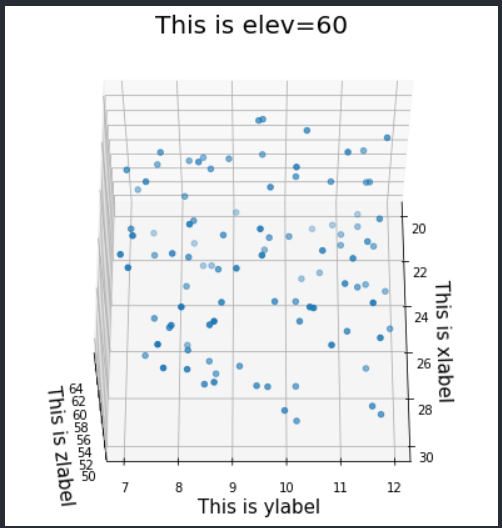 This is elev=60
20
22
24
26
28
30
This is xlabel
64
62
60
58
56
54
52
50
This is zlabel
7 8 9 10 11 12
This is ylabel